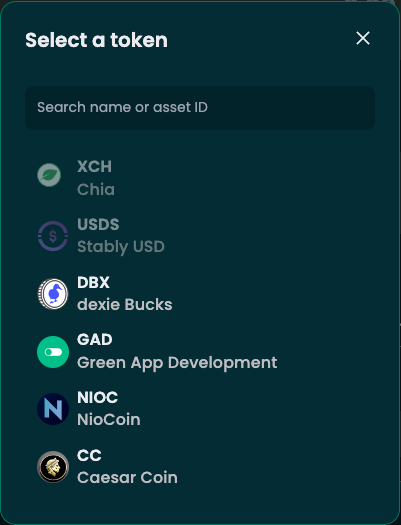 Select a token
Search name or asset ID
XCH
Chia
USDS
Stably USD
DBX
dexie Bucks
GAD
Green App Development
NIOC
NioCoin
CC
Caesar Coin